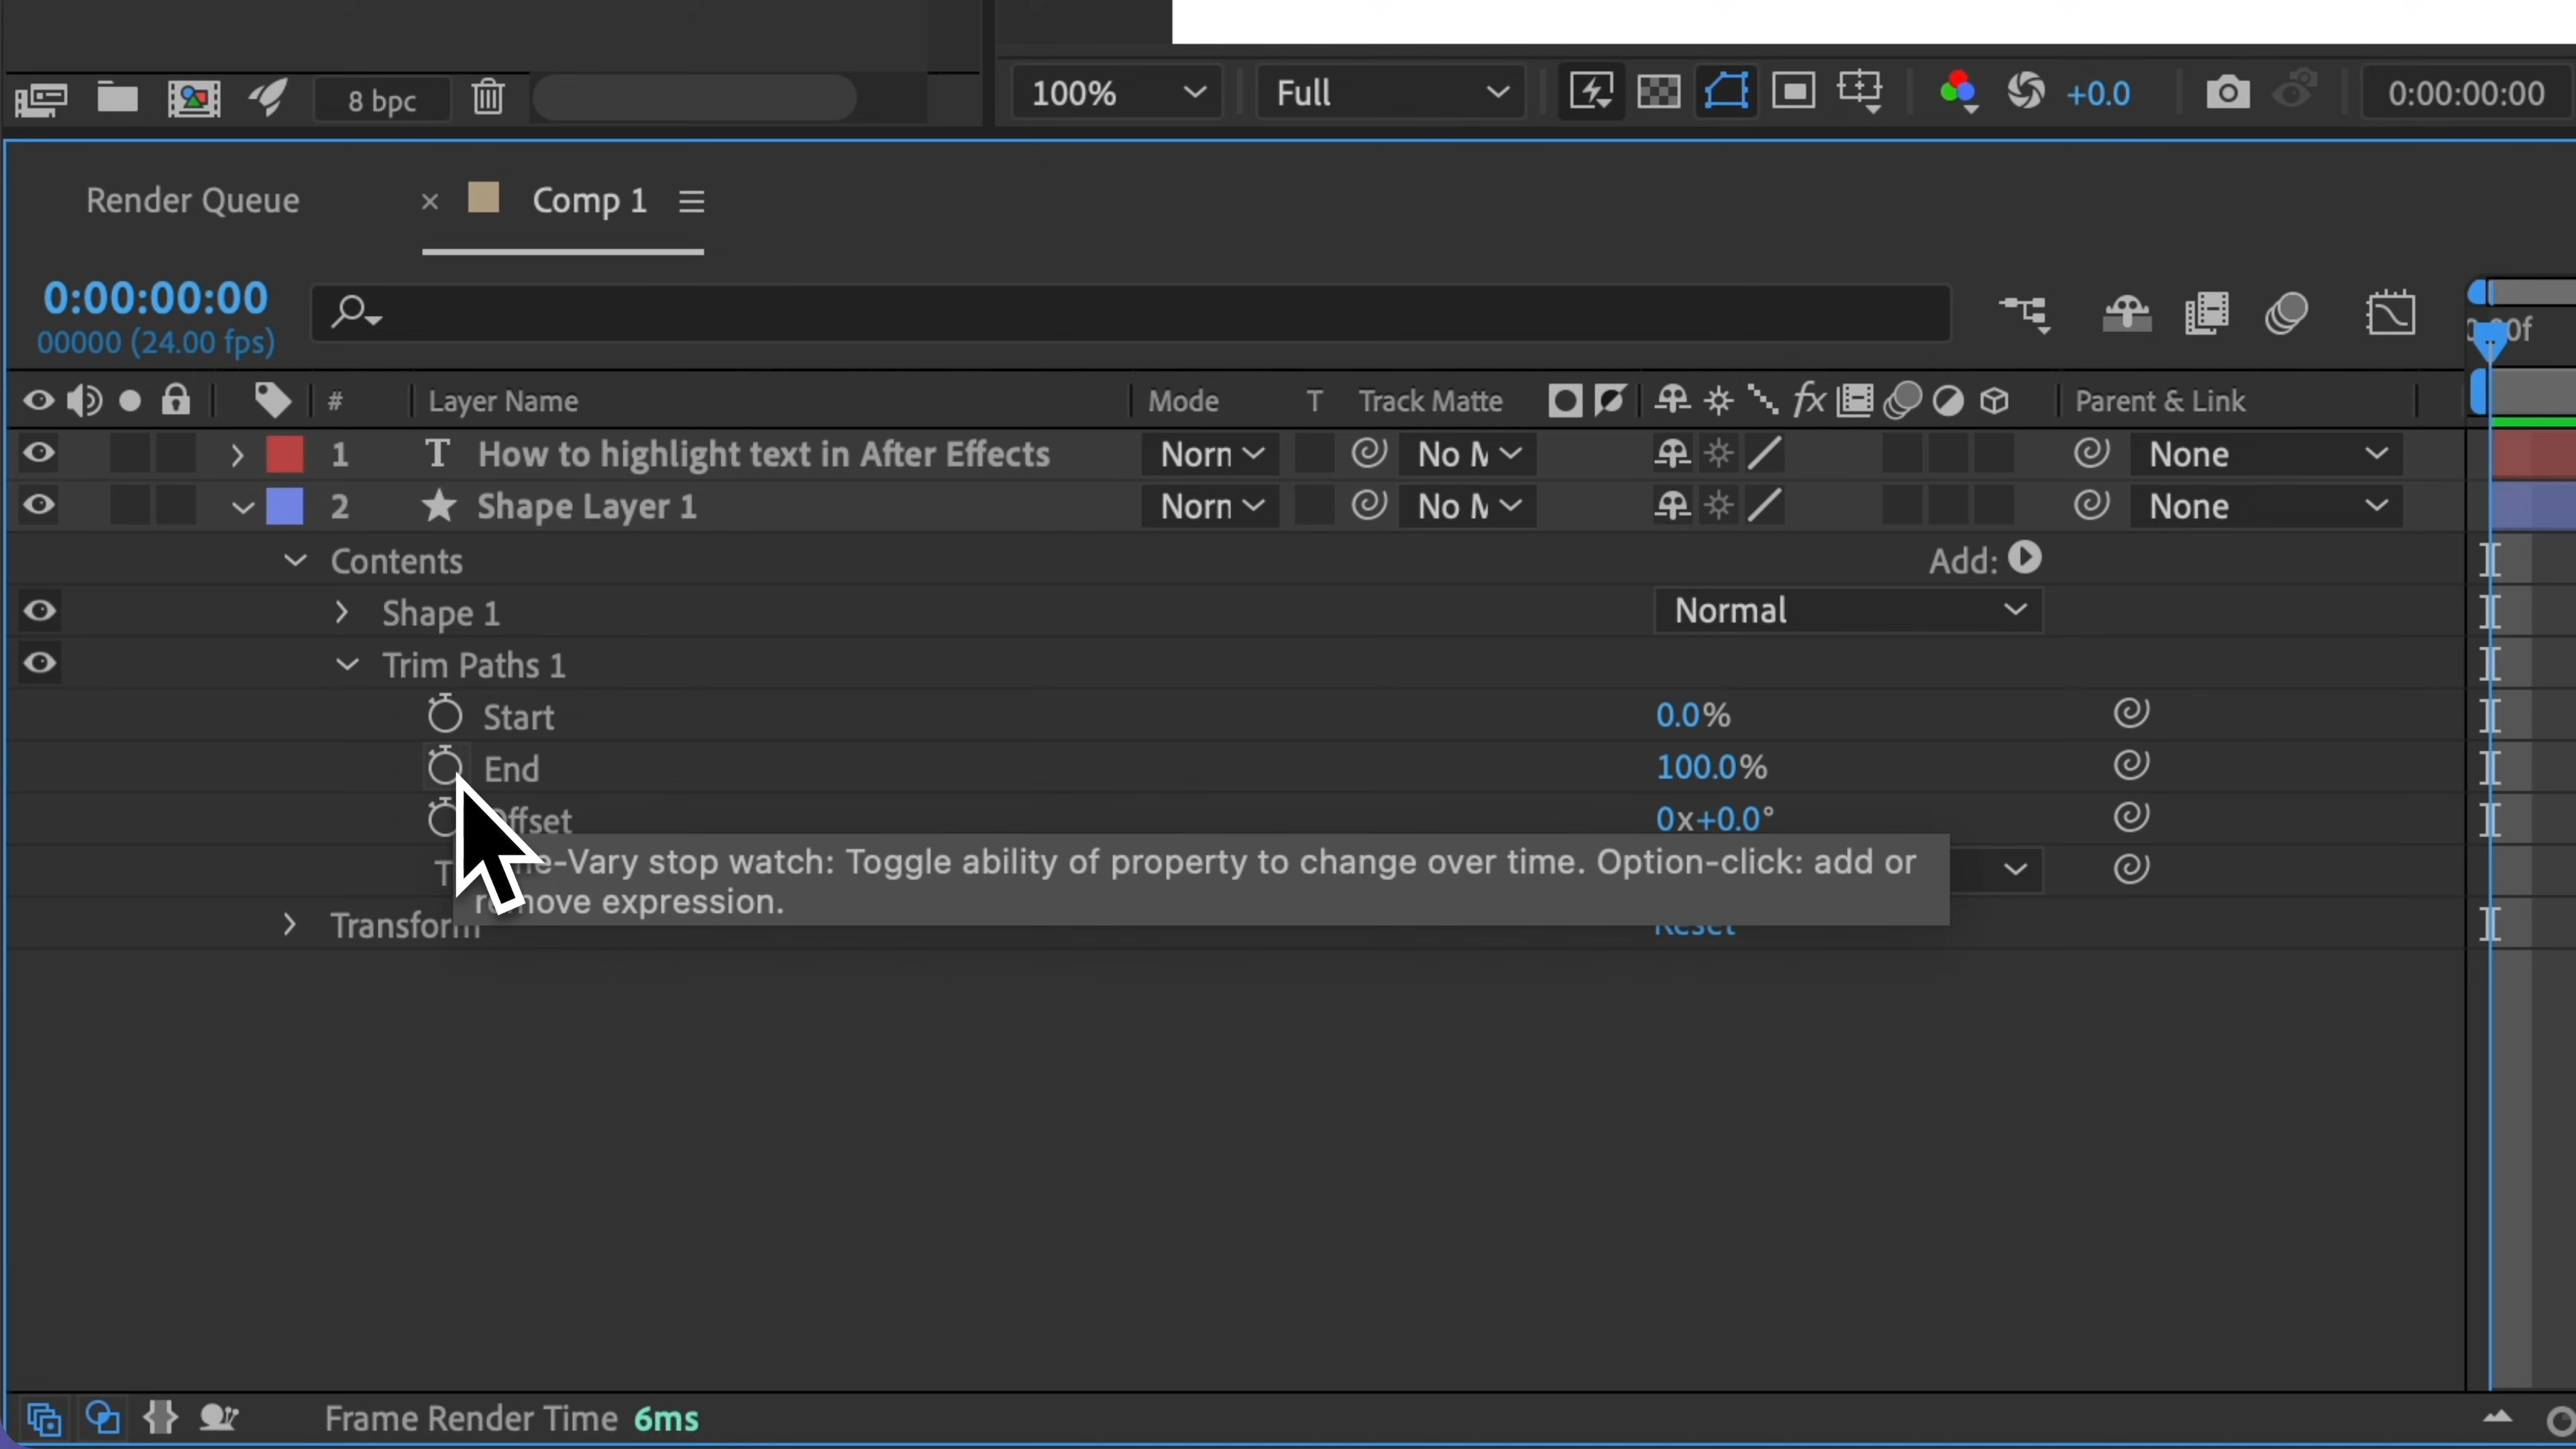 8 bpc
100%
Full
+0.0
0:00:00:00
Render Queue
× Comp 1
0:00:00:00
00000 (24.00 fps)
# Layer Name Mode T Track Matte fx Parent & Link
1 T How to highlight text in After Effects Norn No None
2 Shape Layer 1 Norn No None
Contents Add:
Shape 1 Normal
Trim Paths 1
Start 0.0%
End 100.0%
0x+0.0°
-Vary stop watch: Toggle ability of property to change over time. Option-click: add or
expression.
Transform Reset
Frame Render Time 6ms